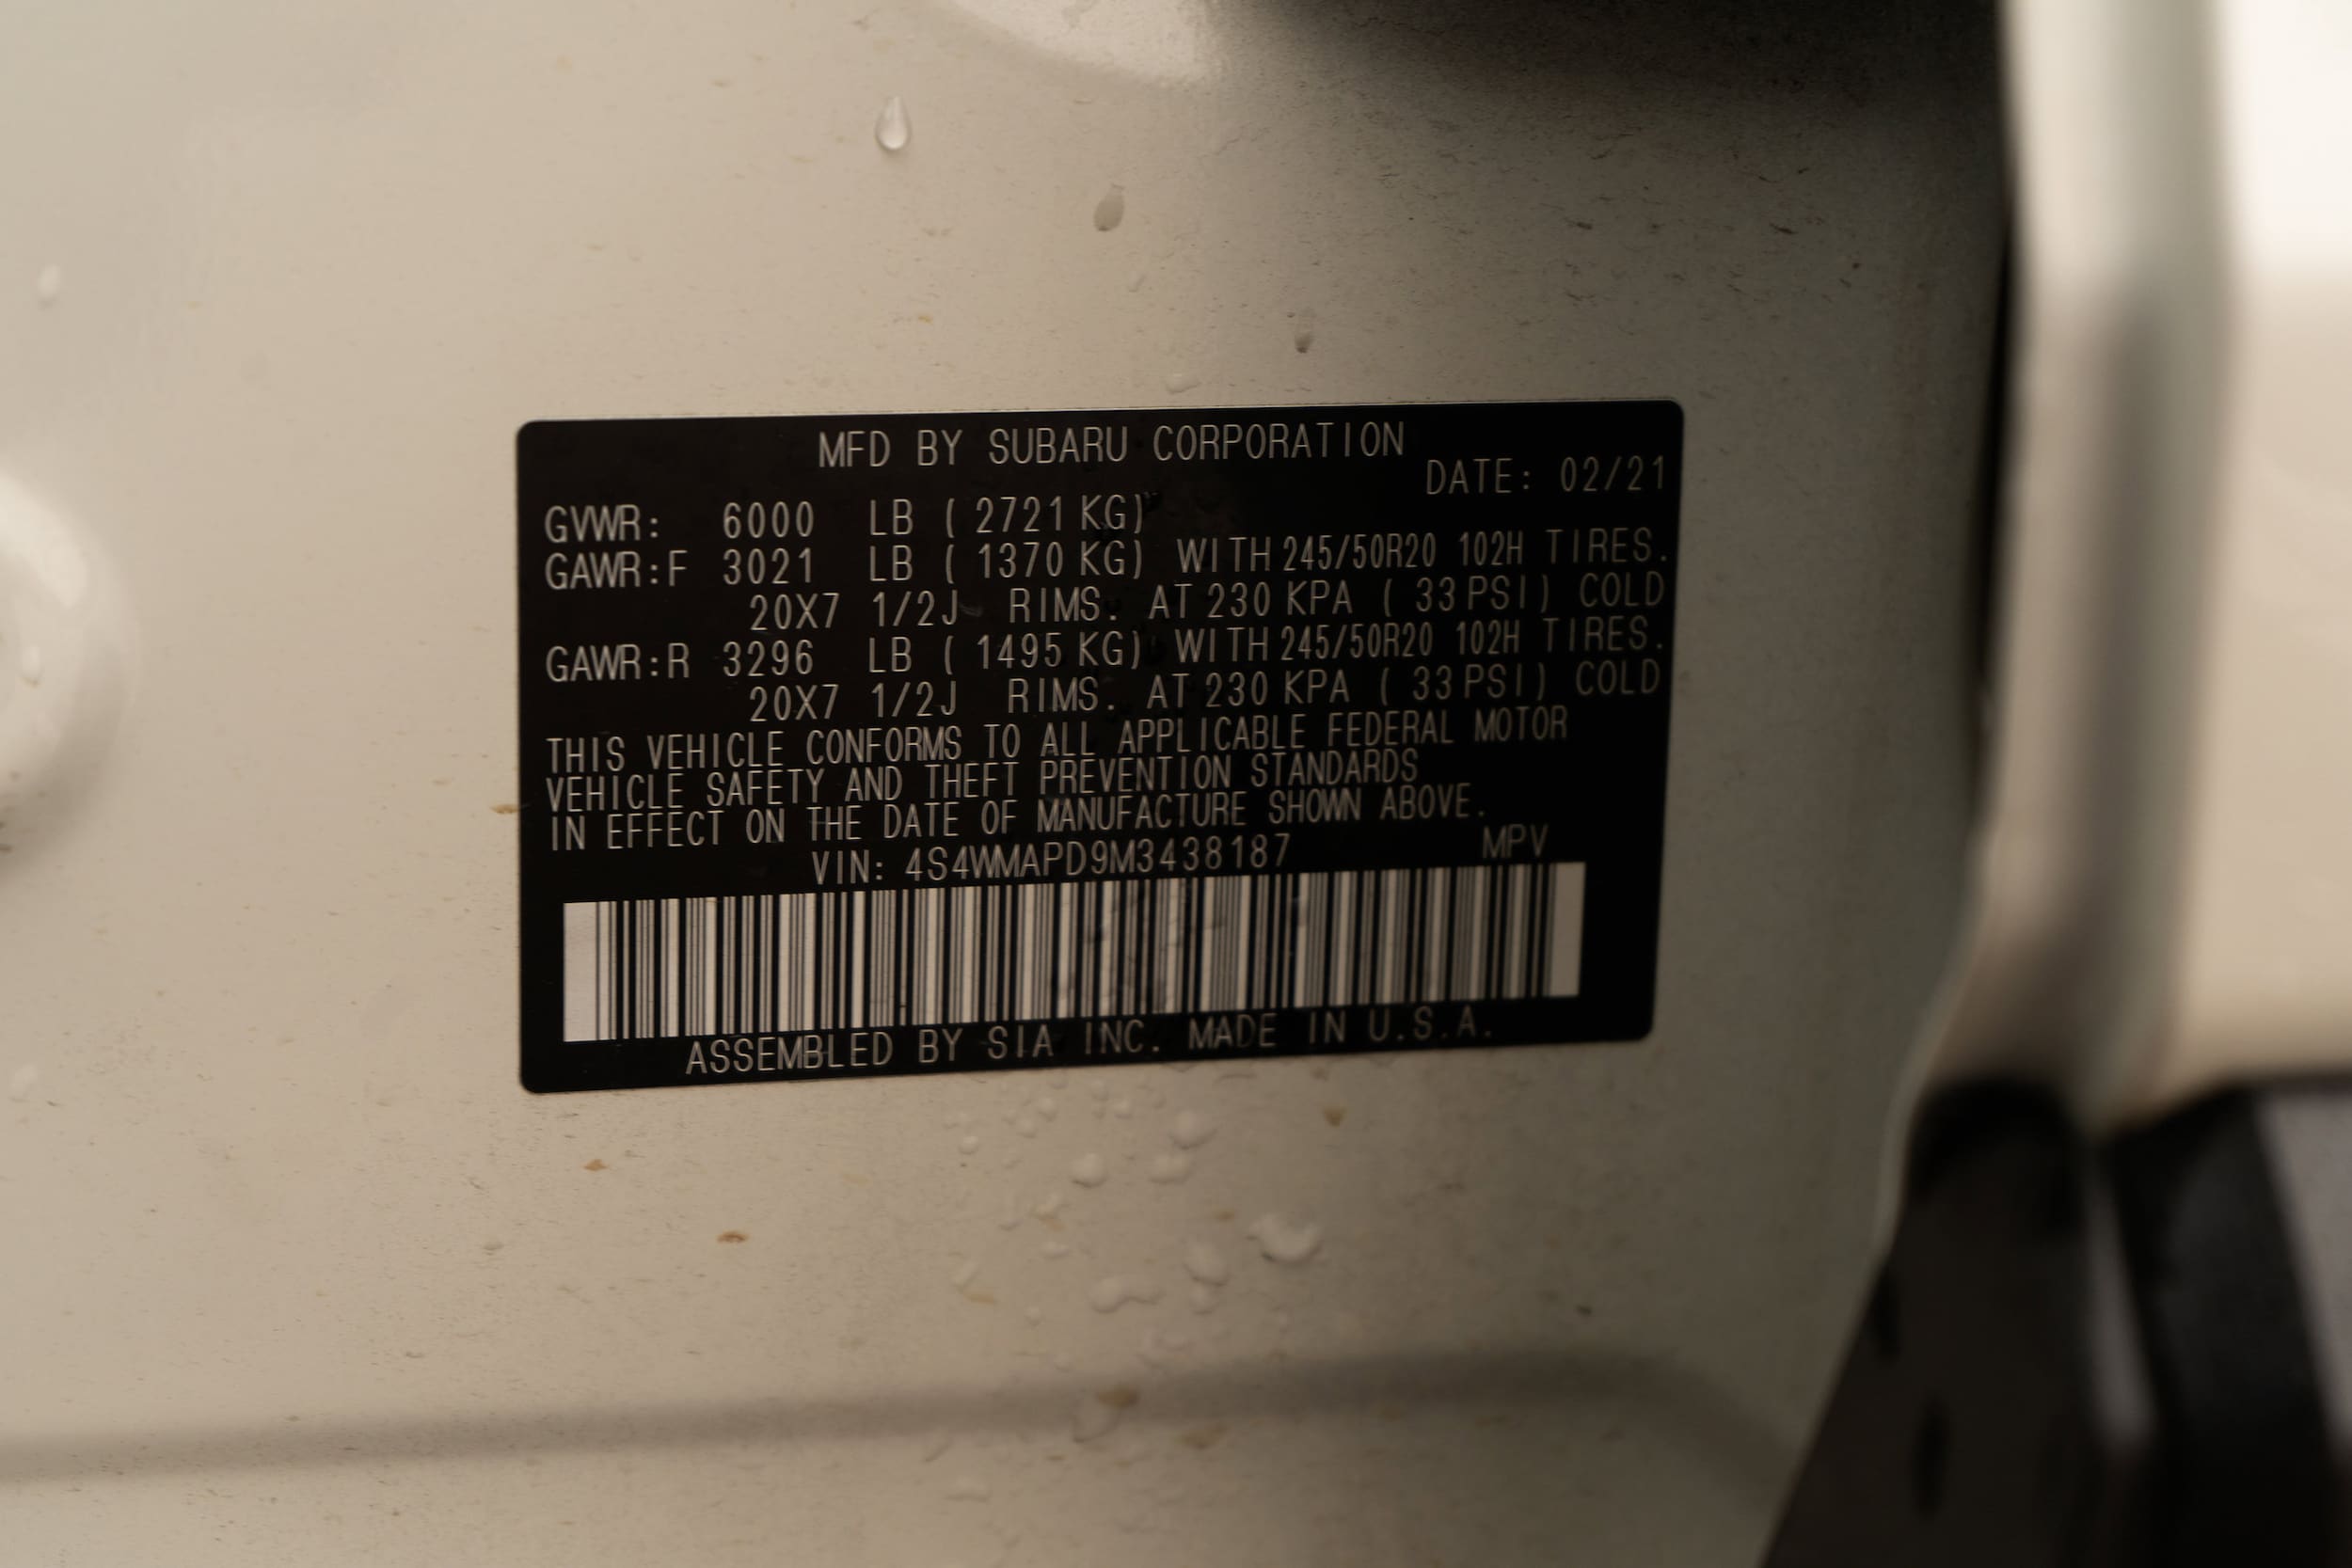 MFD BY SUBARU CORPORATION
DATE: 02/21
GVWR: 6000 LB ( 2721 KG)
GAWR:F 3021 LB ( 1370 KG) WITH 245/50R20 102H TIRES.
20X7 1/2J RIMS. AT 230 KPA ( 33 PSI) COLD
GAWR:R 3296 LB ( 1495 KG) WITH 245/50R20 102H TIRES.
20X7 1/2J RIMS. AT 230 KPA ( 33 PSI) COLD
THIS VEHICLE CONFORMS TO ALL APPLICABLE FEDERAL MOTOR
VEHICLE SAFETY AND THEFT PREVENTION STANDARDS
IN EFFECT ON THE DATE OF MANUFACTURE SHOWN ABOVE.
VIN: 4S4WMAPD9M3438187 MPV
ASSEMBLED BY SIA INC. MADE IN U.S.A.